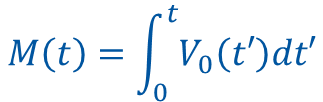 M(t) = ∫₀ᵗ V₀(t′)dt′